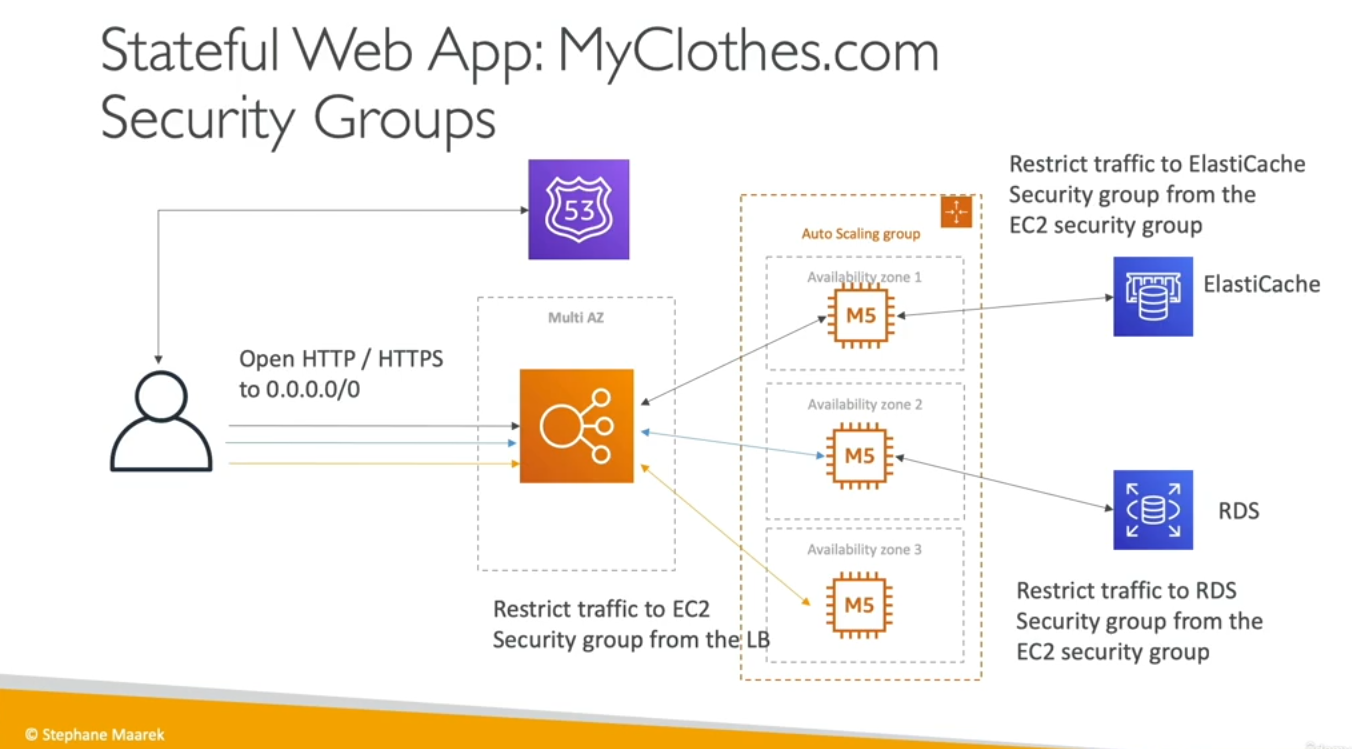 Stateful Web App: MyClothes.com
Security Groups
53
Restrict traffic to ElastiCache
Security group from the
EC2 security group
Auto Scaling group
Availability zone 1
M5
ElastiCache
Multi AZ
Open HTTP / HTTPS
to 0.0.0.0/0
Availability zone 2
M5
RDS
Availability zone 3
M5
Restrict traffic to EC2
Security group from the LB
Restrict traffic to RDS
Security group from the
EC2 security group
© Stephane Maarek